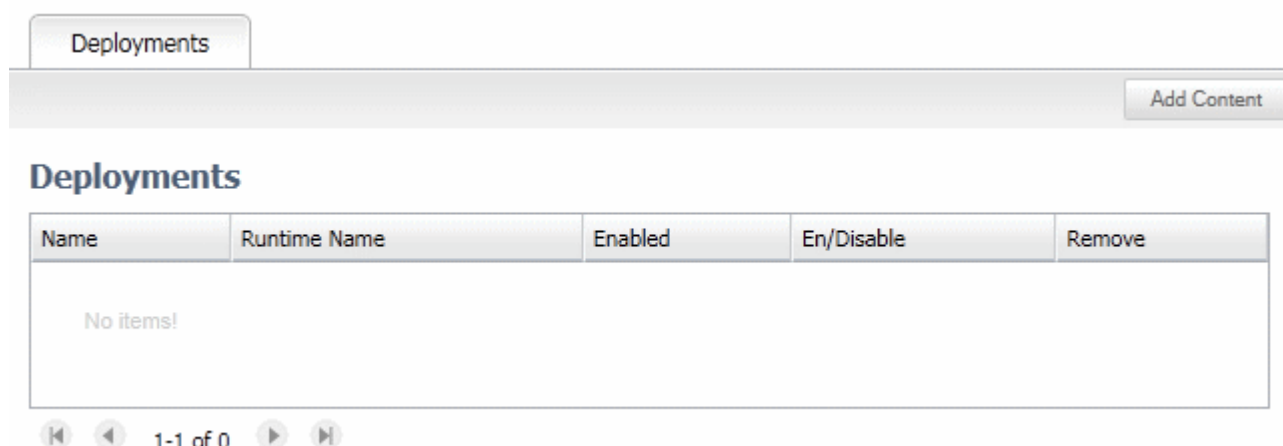 Deployments
Add Content
Deployments
Name Runtime Name Enabled En/Disable Remove
No items!
1-1 of 0